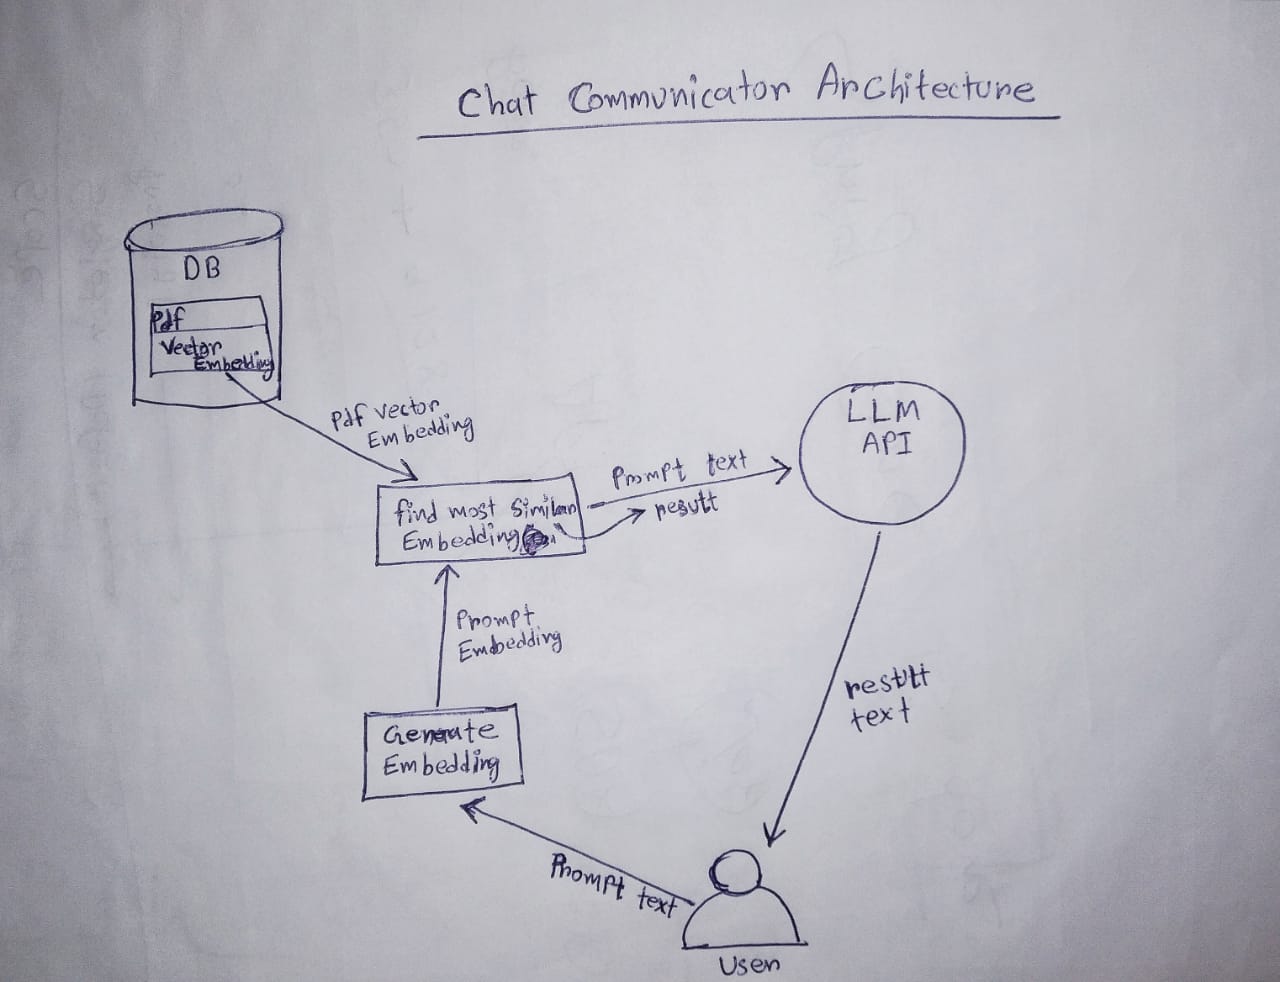 Chat Communicator Architecture
DB
Pdf
Vector
Embedding
Pdf vector
Embedding
find most similar
Embedding
Prompt text
result
LLM
API
Prompt
Embedding
Generate
Embedding
result
text
Prompt text
User